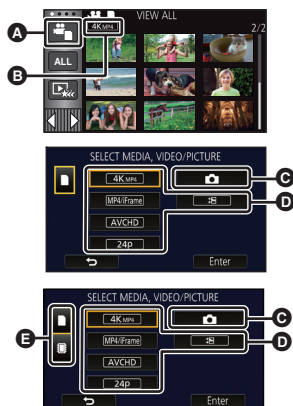 VIEW ALL
A
4K MP4
2/2
ALL
B
SELECT MEDIA, VIDEO/PICTURE
4K MP4
C
MP4/iFrame
D
AVCHD
24p
Enter
SELECT MEDIA, VIDEO/PICTURE
4K MP4
C
E
MP4/iFrame
D
AVCHD
24p
Enter